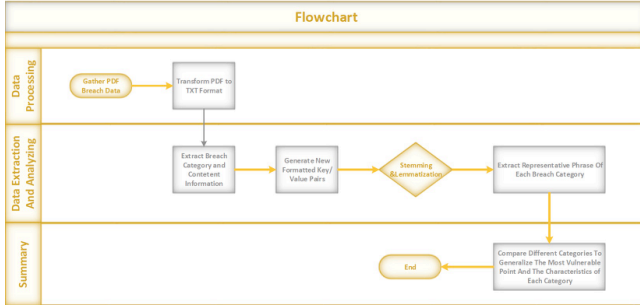 Flowchart
Data
Processing
Gather PDF
Breach Data
Transform PDF to
TXT Format
Data Extraction
And Analyzing
Extract Breach
Category and
Contetent
Information
Generate New
Formatted Key/
Value Pairs
Stemming
&Lemmatization
Extract Representative Phrase Of
Each Breach Category
Summary
End
Compare Different Categories To
Generalize The Most Vulnerable
Point And The Characteristics of
Each Category